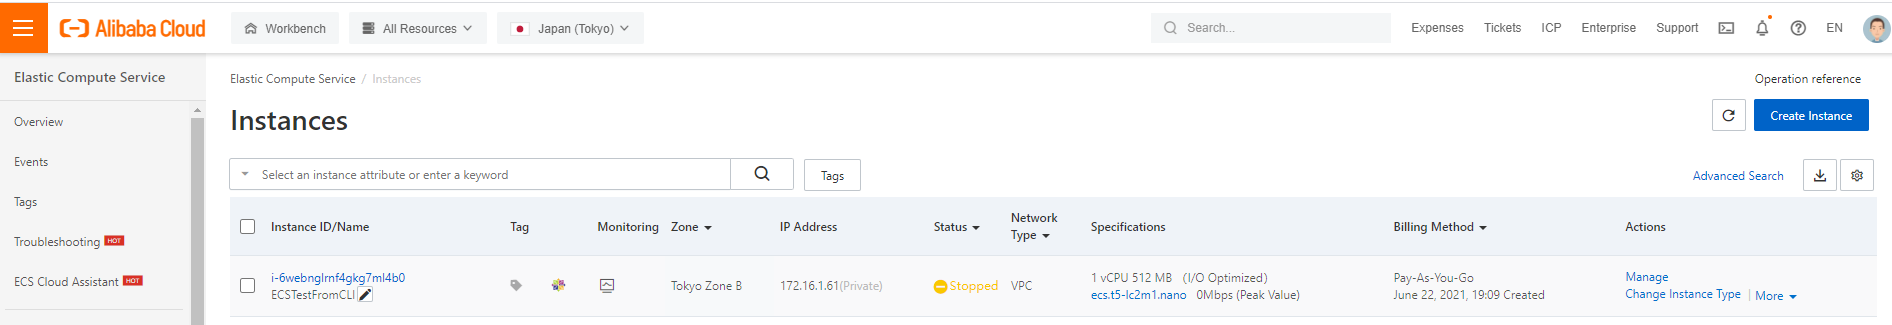 Alibaba Cloud Workbench All Resources Japan (Tokyo) Search... Expenses Tickets ICP Enterprise Support EN
Elastic Compute Service
Overview
Events
Tags
Troubleshooting HOT
ECS Cloud Assistant HOT
Elastic Compute Service / Instances
Operation reference
Instances
Create Instance
Select an instance attribute or enter a keyword Tags Advanced Search
Instance ID/Name Tag Monitoring Zone IP Address Status Network Type Specifications Billing Method Actions
i-6webnglrnf4gkg7ml4b0
ECSTestFromCLI
Tokyo Zone B
172.16.1.61(Private)
Stopped
VPC
1 vCPU 512 MB (I/O Optimized)
ecs.t5-lc2m1.nano 0Mbps (Peak Value)
Pay-As-You-Go
June 22, 2021, 19:09 Created
Manage
Change Instance Type | More